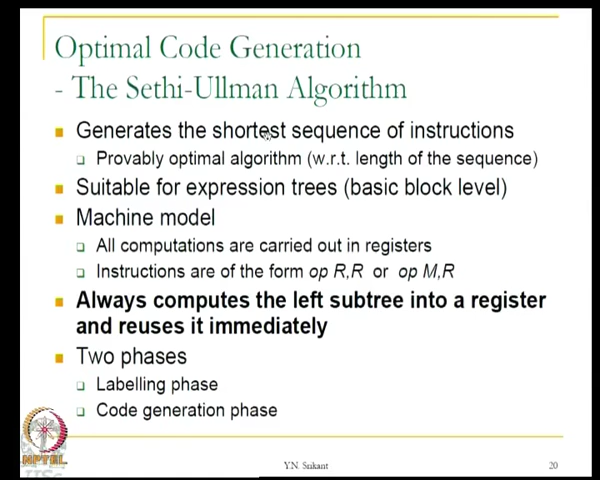 Optimal Code Generation
- The Sethi-Ullman Algorithm
Generates the shortest sequence of instructions
Provably optimal algorithm (w.r.t. length of the sequence)
Suitable for expression trees (basic block level)
Machine model
All computations are carried out in registers
Instructions are of the form op R,R or op M,R
Always computes the left subtree into a register
and reuses it immediately
Two phases
Labelling phase
Code generation phase
NPTEL
Y.N. Srikant
20